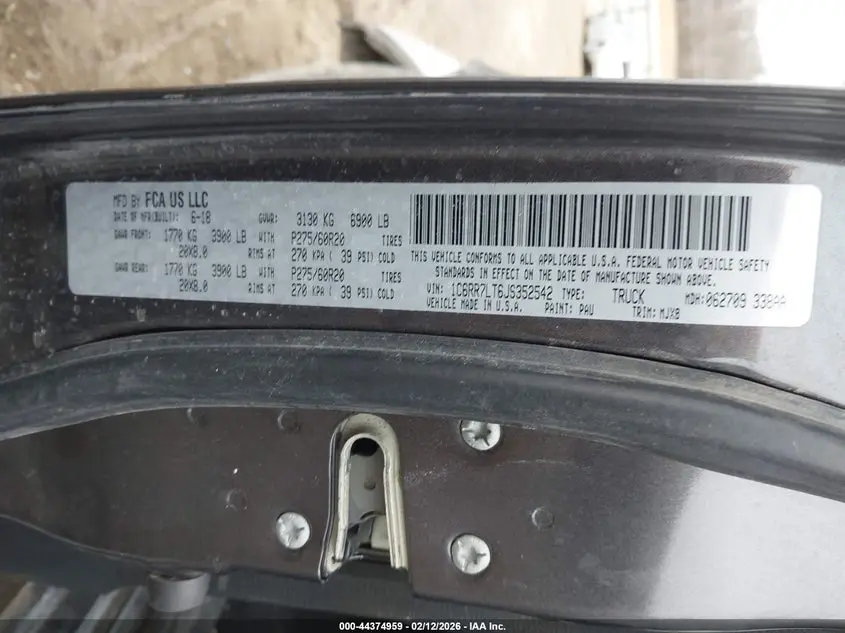 MFD BY FCA US LLC
DATE OF MFR(BUILT): 6-18 GVWR: 3130 KG 6900 LB
GAWR FRONT: 1770 KG 3900 LB WITH P275/60R20 TIRES
20X8.0 RIMS AT 270 KPA ( 39 PSI) COLD
GAWR REAR: 1770 KG 3900 LB WITH P275/60R20 TIRES
20X8.0 RIMS AT 270 KPA ( 39 PSI) COLD
THIS VEHICLE CONFORMS TO ALL APPLICABLE U.S.A. FEDERAL MOTOR VEHICLE SAFETY
STANDARDS IN EFFECT ON THE DATE OF MANUFACTURE SHOWN ABOVE.
VIN: 1C6RR7LT6JS352542 TYPE: TRUCK MDH:062709 338AA
VEHICLE MADE IN U.S.A. PAINT: PAU TRIM: MJX8
000-44374959 - 02/12/2026 - IAA Inc.